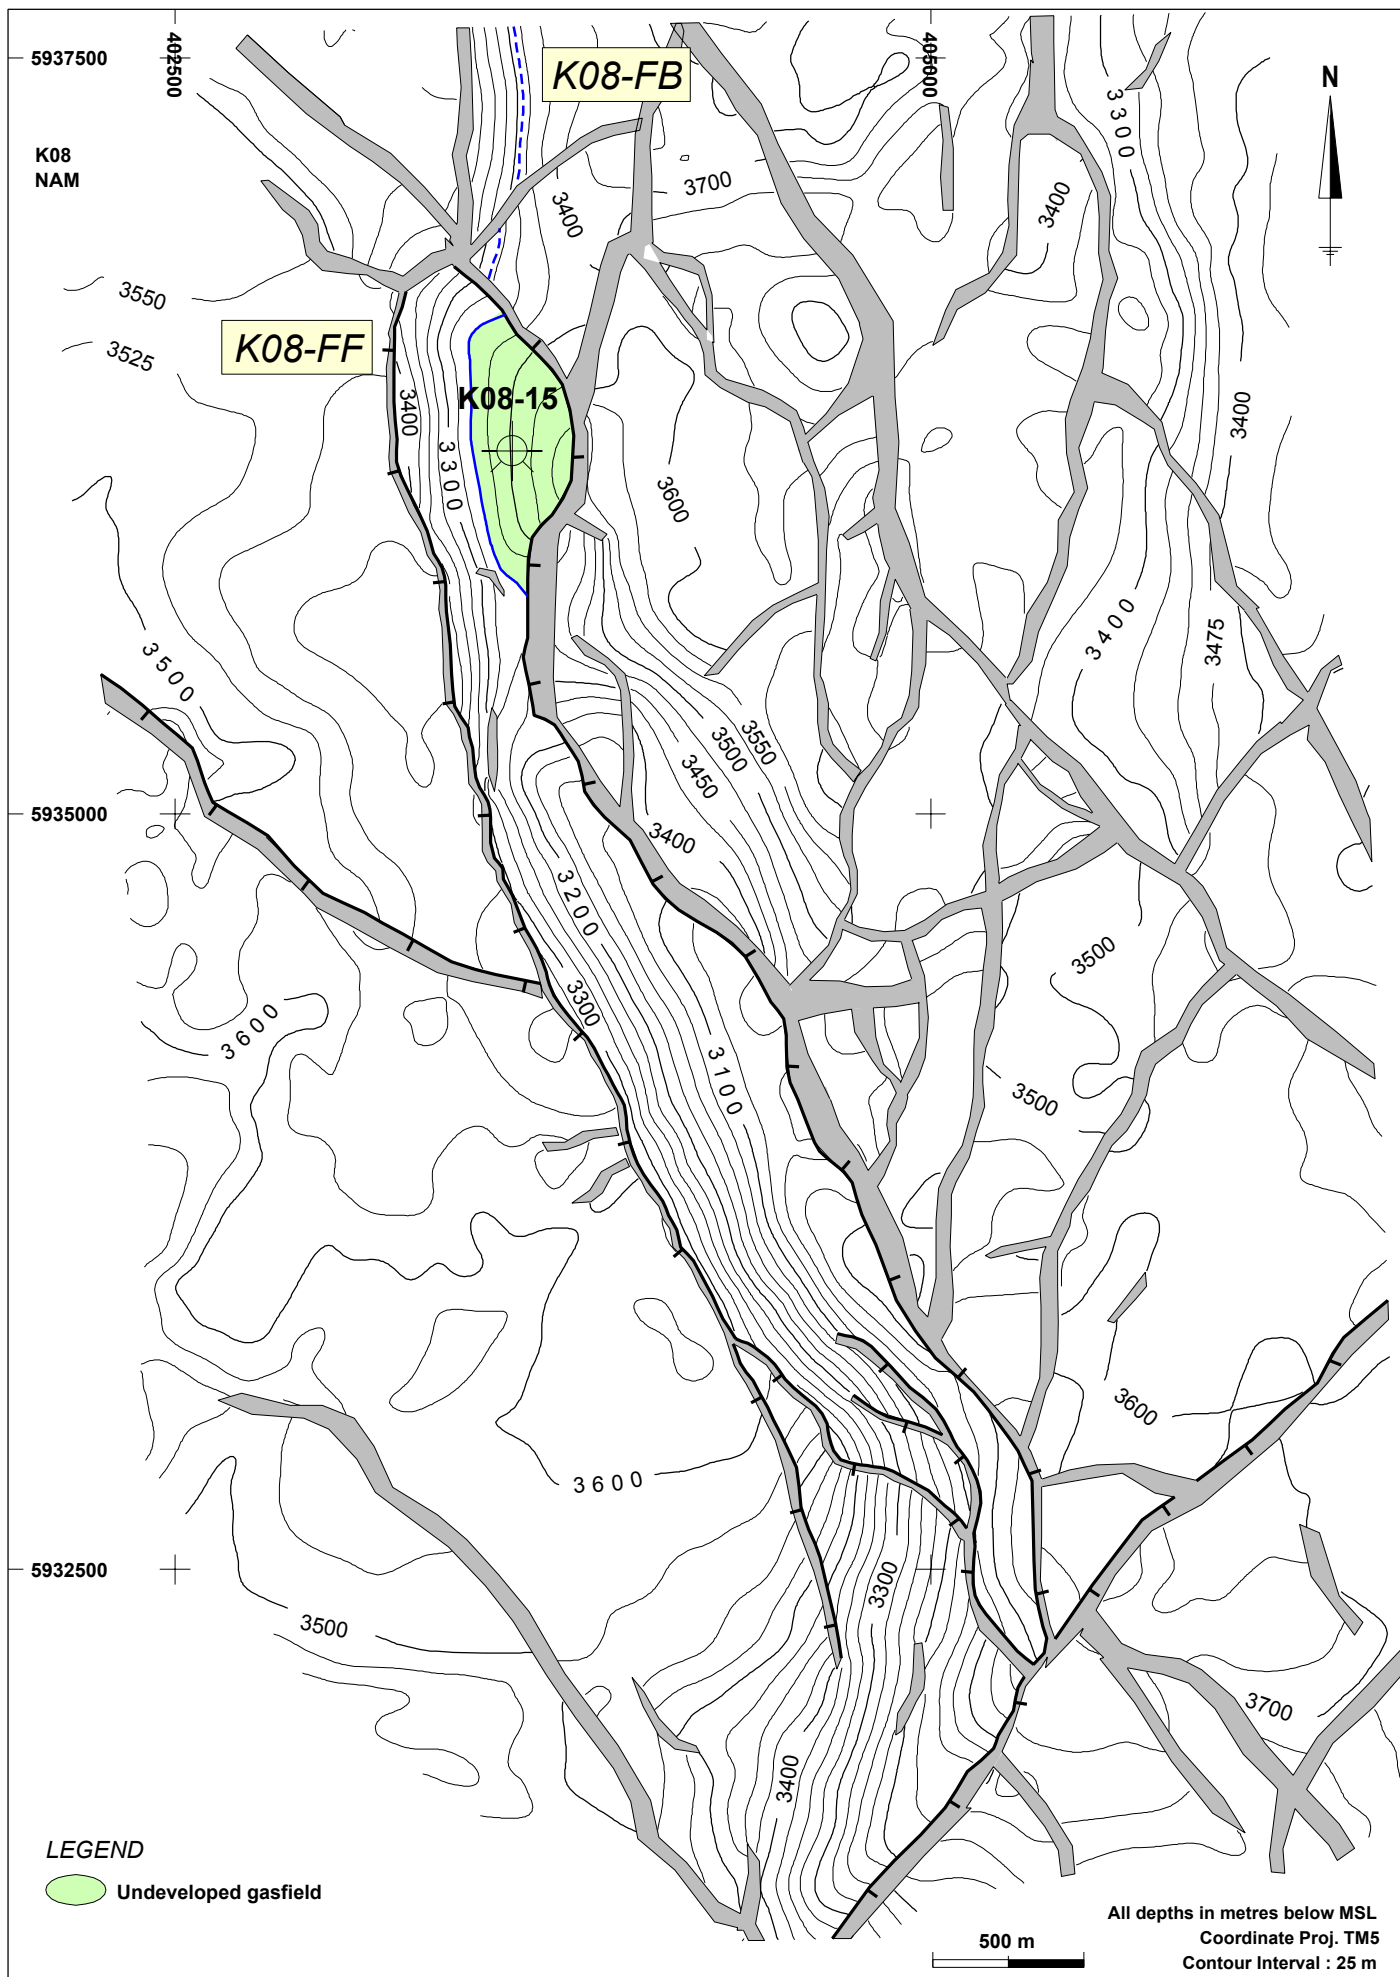 5937500
402500
K08-FB
405000
N
3300
K08
NAM
3700
3400
3400
3550
K08-FF
3525
K08-15
3400
3400
3300
3600
3400
3475
3500
3550
3500
3450
5935000
3400
3200
3500
3300
3600
3100
3500
3600
3600
5932500
3300
3500
3700
3400
LEGEND
Undeveloped gasfield
All depths in metres below MSL
Coordinate Proj. TM5
Contour Interval : 25 m
500 m